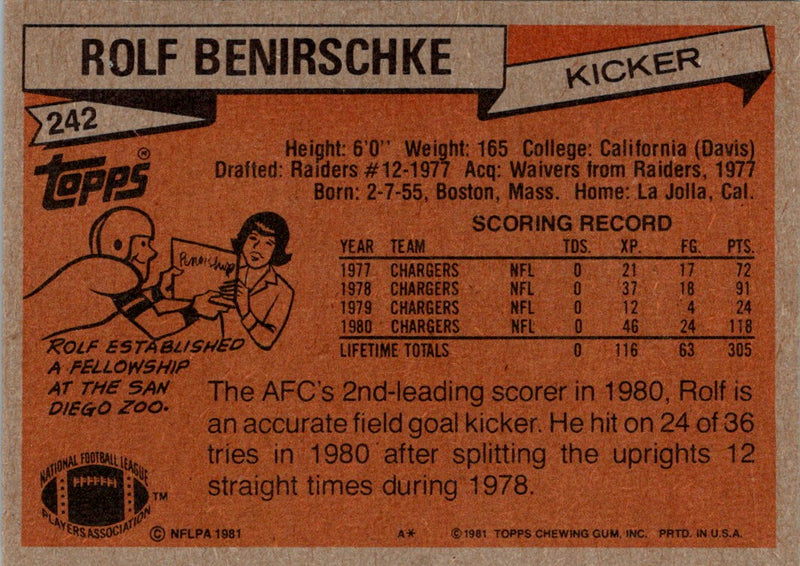 ROLF BENIRSCHKE
KICKER
242
TOPPS®
Height: 6'0" Weight: 165 College: California (Davis)
Drafted: Raiders #12-1977 Acq: Waivers from Raiders, 1977
Born: 2-7-55, Boston, Mass. Home: La Jolla, Cal.
SCORING RECORD
YEAR TEAM TDS. XP. FG. PTS.
1977 CHARGERS NFL 0 21 17 72
1978 CHARGERS NFL 0 37 18 91
1979 CHARGERS NFL 0 12 4 24
1980 CHARGERS NFL 0 46 24 118
LIFETIME TOTALS 0 116 63 305
ROLF ESTABLISHED
A FELLOWSHIP
AT THE SAN
DIEGO ZOO.
The AFC's 2nd-leading scorer in 1980, Rolf is
an accurate field goal kicker. He hit on 24 of 36
tries in 1980 after splitting the uprights 12
straight times during 1978.
NATIONAL FOOTBALL LEAGUE
PLAYERS ASSOCIATION
TM
© NFLPA 1981
A*
© 1981 TOPPS CHEWING GUM, INC. PRTD. IN U.S.A.